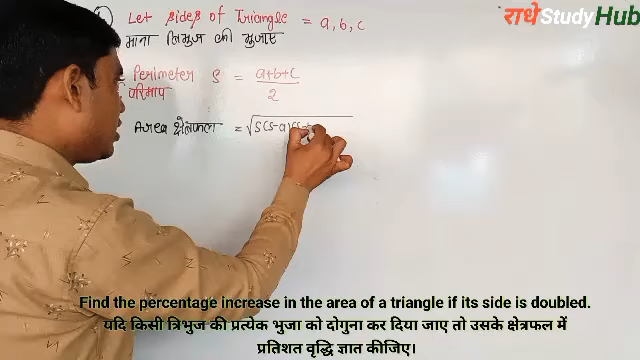 Let sides of Triangle = a, b, c
माना त्रिभुज की भुजाए
राधे Study Hub
Perimeter S = a+b+c / 2
परिमाप
Area क्षेत्रफल = √S(S-a)(S-
Find the percentage increase in the area of a triangle if its side is doubled.
यदि किसी त्रिभुज की प्रत्येक भुजा को दोगुना कर दिया जाए तो उसके क्षेत्रफल में
प्रतिशत वृद्धि ज्ञात कीजिए।